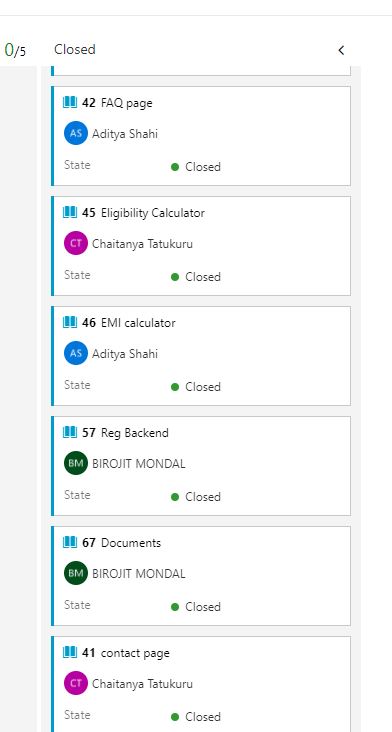 0/5
Closed
42 FAQ page
AS Aditya Shahi
State Closed
45 Eligibility Calculator
CT Chaitanya Tatukuru
State Closed
46 EMI calculator
AS Aditya Shahi
State Closed
57 Reg Backend
BM BIROJIT MONDAL
State Closed
67 Documents
BM BIROJIT MONDAL
State Closed
41 contact page
CT Chaitanya Tatukuru
State Closed